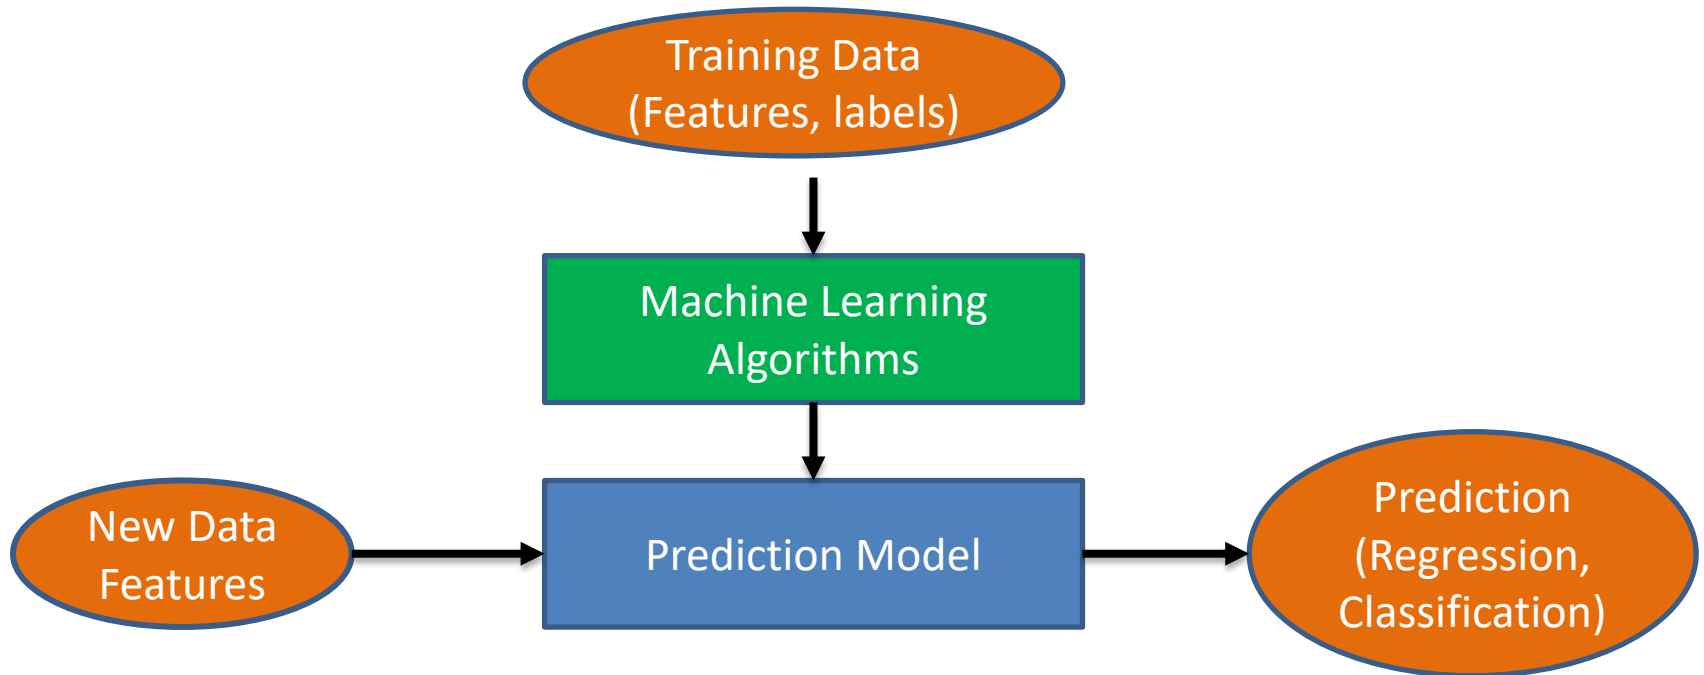 Training Data
(Features, labels)
Machine Learning
Algorithms
New Data
Features
Prediction Model
Prediction
(Regression,
Classification)